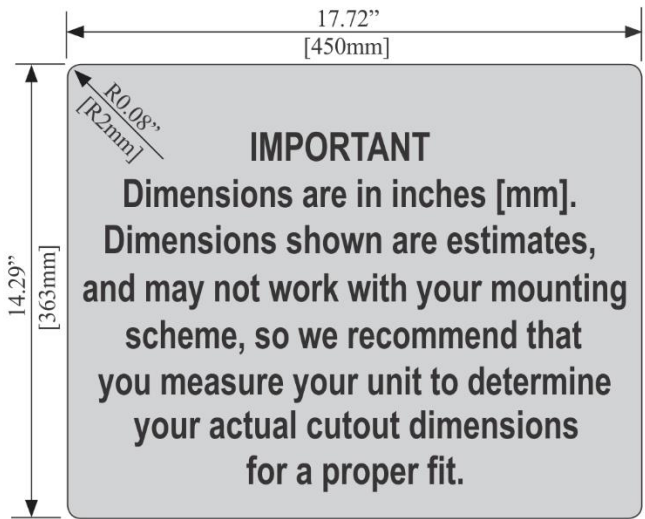 17.72”
[450mm]
R0.08”
[R2mm]
14.29”
[363mm]
IMPORTANT
Dimensions are in inches [mm].
Dimensions shown are estimates,
and may not work with your mounting
scheme, so we recommend that
you measure your unit to determine
your actual cutout dimensions
for a proper fit.